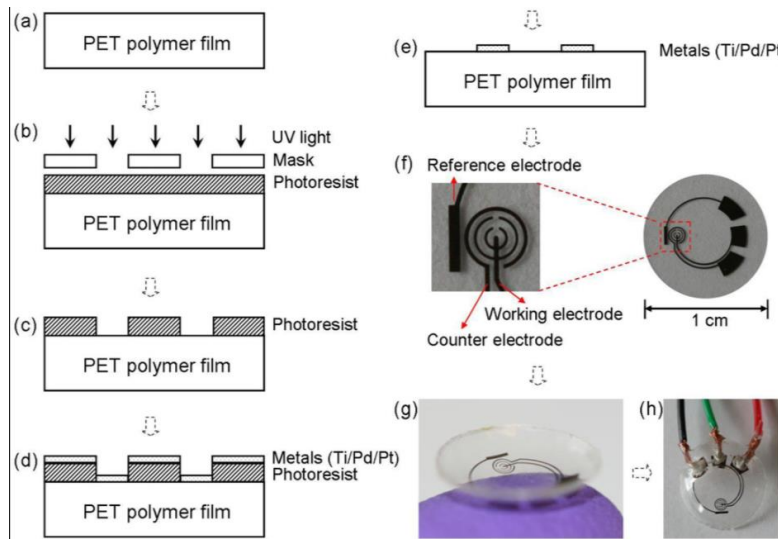 (a)
PET polymer film
(b)
UV light
Mask
Photoresist
PET polymer film
(c)
Photoresist
PET polymer film
(d)
Metals (Ti/Pd/Pt)
Photoresist
PET polymer film
(e)
Metals (Ti/Pd/Pt
PET polymer film
(f)
Reference electrode
Working electrode
Counter electrode
1 cm
(g)
(h)